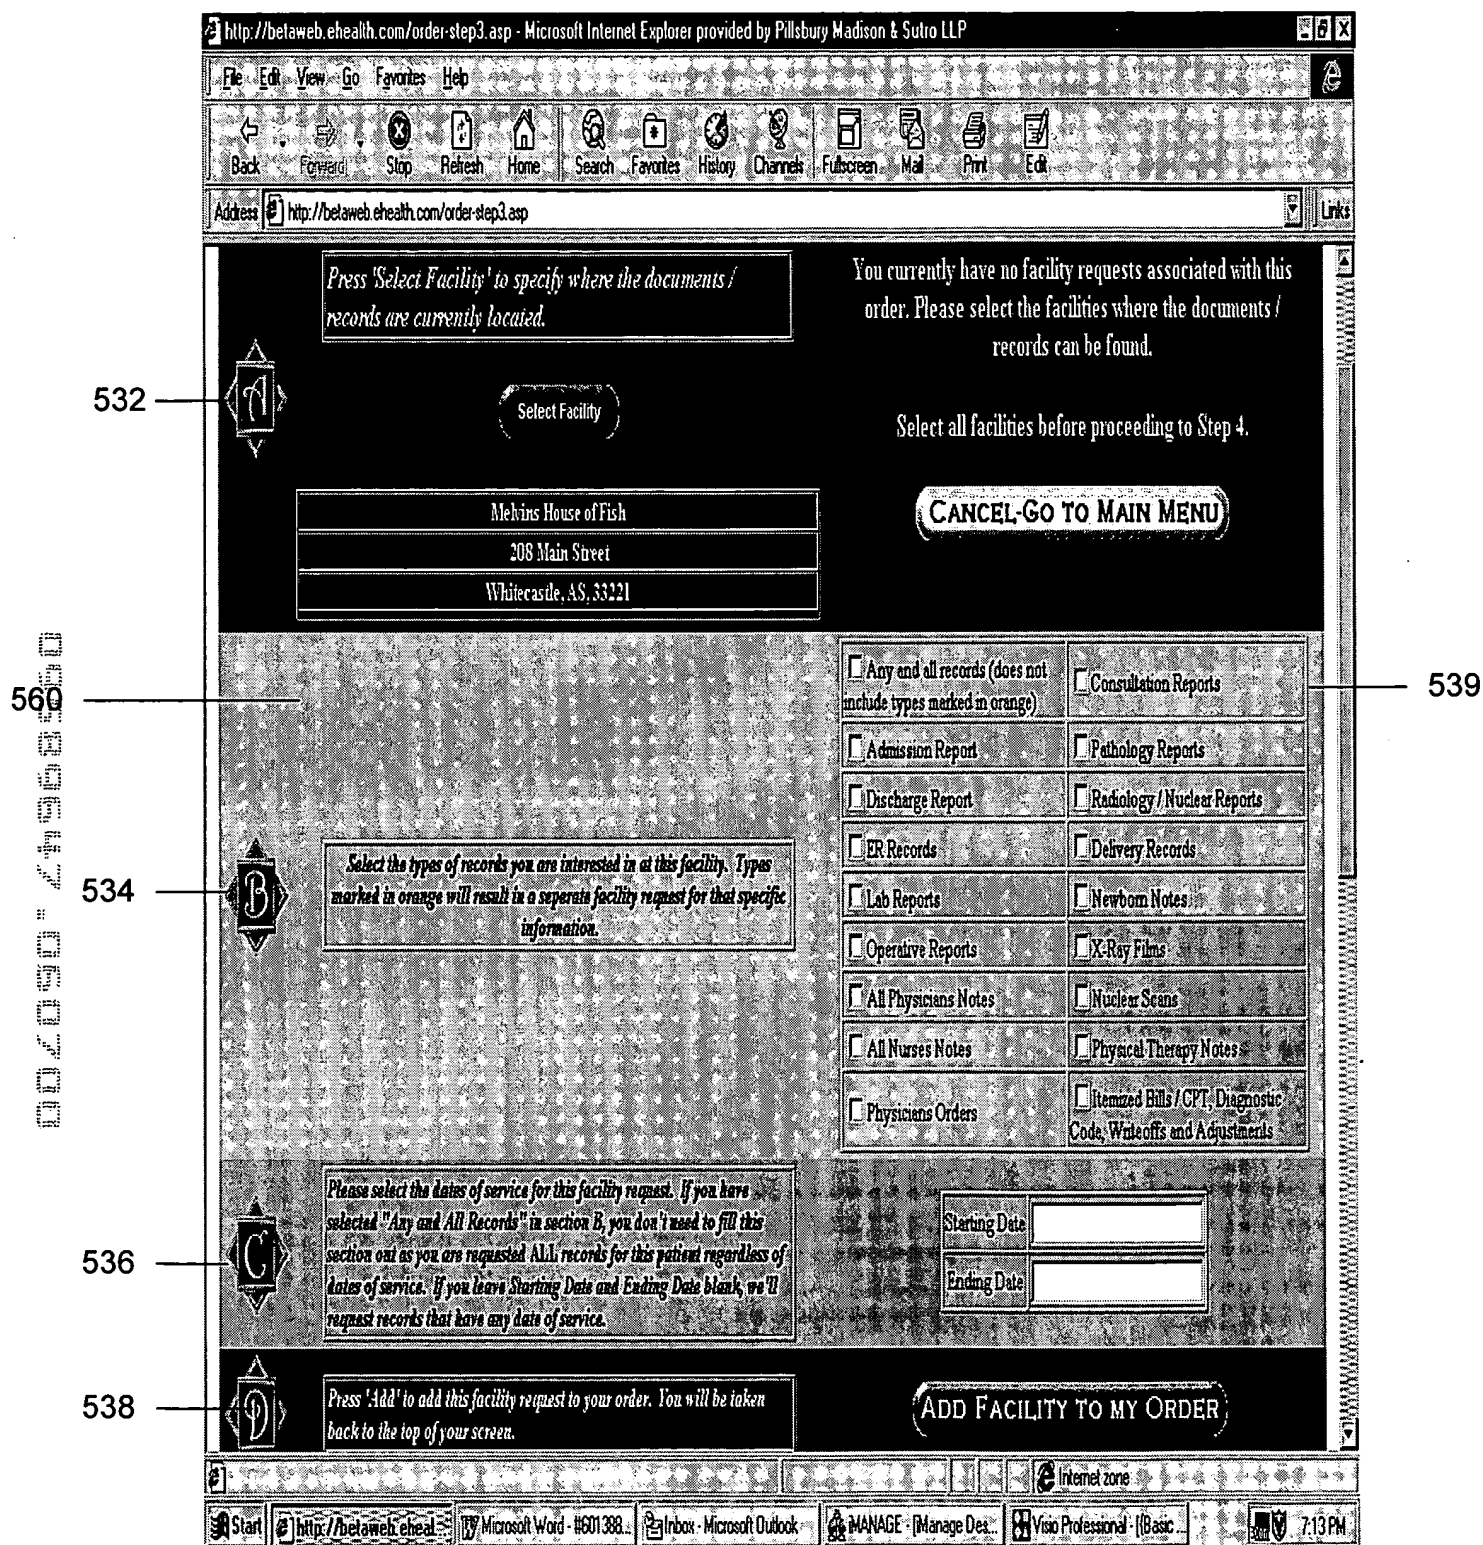 http://betaweb.ehealth.com/order-step3.asp - Microsoft Internet Explorer provided by Pillsbury Madison & Sutro LLP
File Edit View Go Favorites Help
Back Forward Stop Refresh Home Search Favorites History Channels Fullscreen Mail Print Edit
Address http://betaweb.ehealth.com/order-step3.asp Links
Press 'Select Facility' to specify where the documents /
records are currently located.
You currently have no facility requests associated with this
order. Please select the facilities where the documents /
records can be found.
532
A
Select Facility
Select all facilities before proceeding to Step 4.
CANCEL-GO TO MAIN MENU
Melvins House of Fish
208 Main Street
Whitecastle, AS, 33221
560
539
Any and all records (does not
include types marked in orange)
Consultation Reports
Admission Report
Pathology Reports
Discharge Report
Radiology / Nuclear Reports
ER Records
Delivery Records
Lab Reports
Newborn Notes
Operative Reports
X-Ray Films
All Physicians Notes
Nuclear Scans
All Nurses Notes
Physical Therapy Notes
Physicians Orders
Itemized Bills / CPT, Diagnostic
Code, Writeoffs and Adjustments
534
B
Select the types of records you are interested in at this facility. Types
marked in orange will result in a seperate facility request for that specific
information.
536
C
Please select the dates of service for this facility request. If you have
selected "Any and All Records" in section B, you don't need to fill this
section out as you are requested ALL records for this patient regardless of
dates of service. If you leave Starting Date and Ending Date blank, we'll
request records that have any date of service.
Starting Date
Ending Date
538
D
Press 'Add' to add this facility request to your order. You will be taken
back to the top of your screen.
ADD FACILITY TO MY ORDER
Internet zone
Start http://betaweb.eheal... Microsoft Word - #601388... Inbox - Microsoft Outlook iMANAGE - [iManage Des... Visio Professional - [(Basic ... 7:13 PM